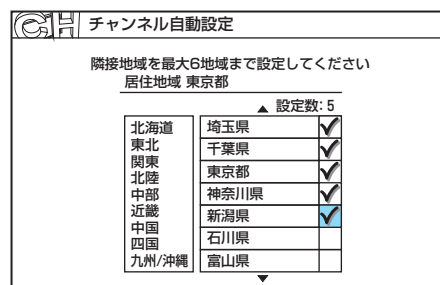 CH チャンネル自動設定
隣接地域を最大6地域まで設定してください
居住地域 東京都
▲ 設定数: 5
北海道
東北
関東
北陸
中部
近畿
中国
四国
九州/沖縄
埼玉県 ✓
千葉県 ✓
東京都 ✓
神奈川県 ✓
新潟県 ✓
石川県
富山県
▼